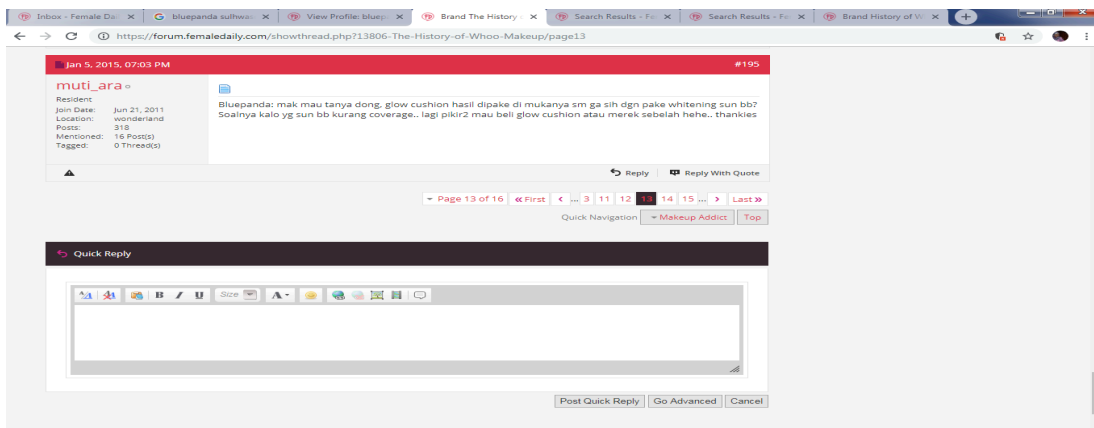 Inbox - Female Da
bluepanda sulhwas
View Profile: bluep
Brand The History
Search Results - Fe
Search Results - Fe
Brand History of W
https://forum.femaledaily.com/showthread.php?13806-The-History-of-Whoo-Makeup/page13
Jan 5, 2015, 07:03 PM #195
muti_ara
Resident
Join Date: Jun 21, 2011
Location: wonderland
Posts: 318
Mentioned: 16 Post(s)
Tagged: 0 Thread(s)
Bluepanda: mak mau tanya dong, glow cushion hasil dipake di mukanya sm ga sih dgn pake whitening sun bb?
Soalnya kalo yg sun bb kurang coverage.. lagi pikir2 mau beli glow cushion atau merek sebelah hehe.. thankies
Reply Reply With Quote
Page 13 of 16 « First < ... 3 11 12 13 14 15 ... > Last »
Quick Navigation Makeup Addict Top
Quick Reply
B I U Size A
Post Quick Reply Go Advanced Cancel